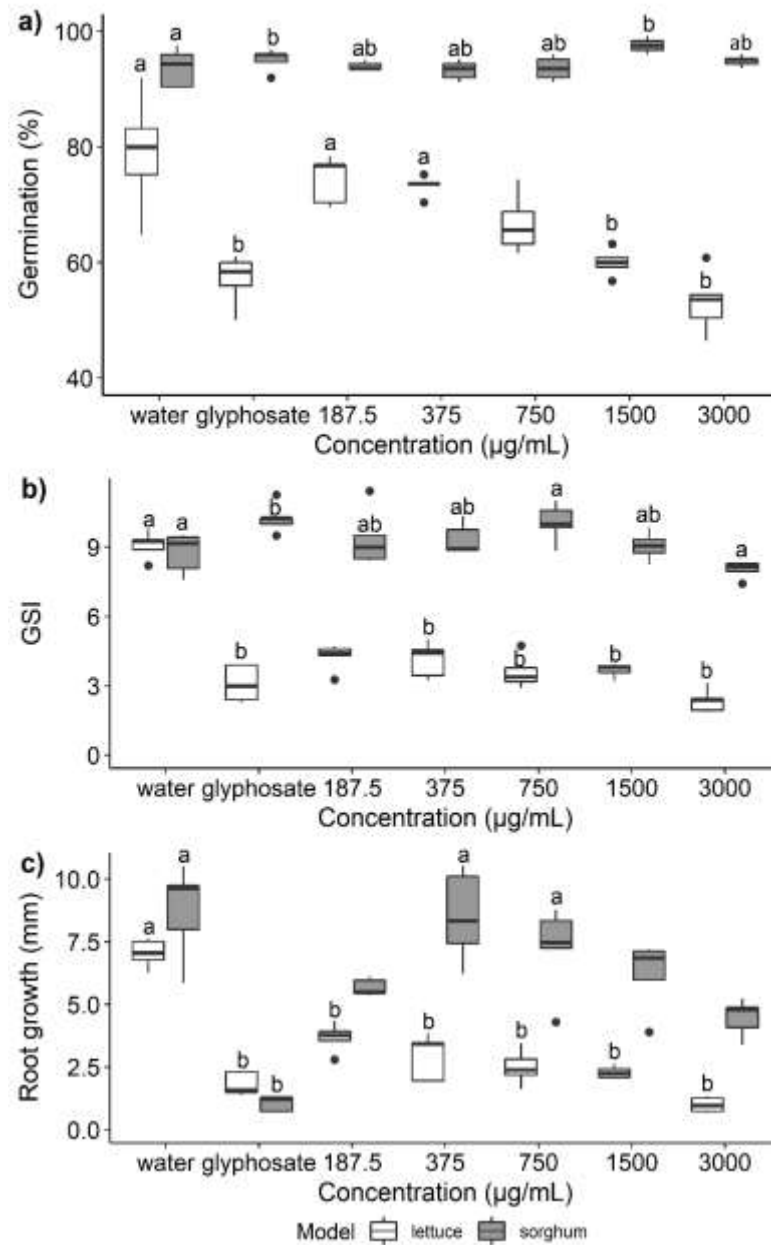 a)
Germination (%)
100
80
60
40
a a b ab ab ab b ab
b a a b b
water glyphosate 187.5 375 750 1500 3000
Concentration (µg/mL)
b)
GSI
9
6
3
0
a a b ab ab a ab a
b b b b b
water glyphosate 187.5 375 750 1500 3000
Concentration (µg/mL)
c)
Root growth (mm)
10.0
7.5
5.0
2.5
0.0
a a a a
b b b b b b b
water glyphosate 187.5 375 750 1500 3000
Concentration (µg/mL)
Model lettuce sorghum